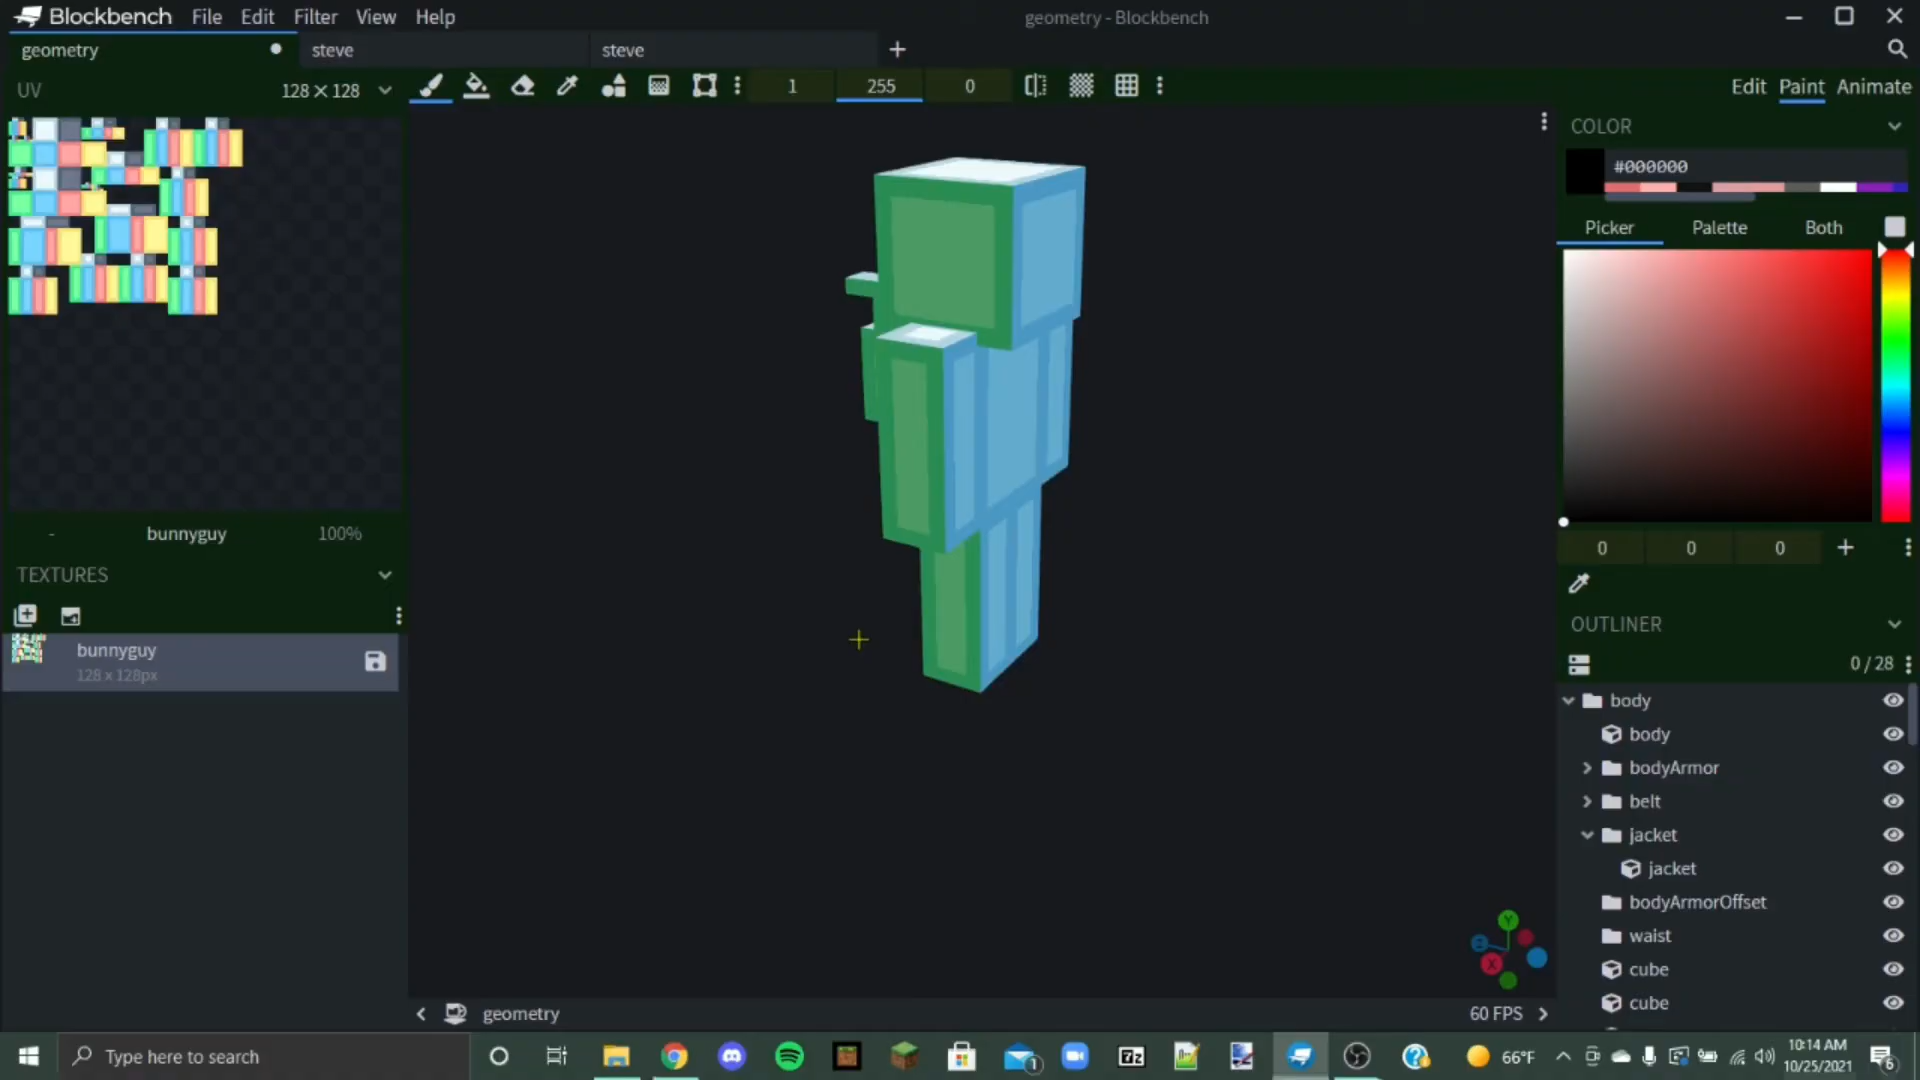 Blockbench File Edit Filter View Help
geometry - Blockbench
geometry steve steve +
UV 128×128
1 255 0
Edit Paint Animate
COLOR
#000000
Picker Palette Both
- bunnyguy 100%
0 0 0 +
TEXTURES
bunnyguy
128 x 128px
OUTLINER
0 / 28
body
body
bodyArmor
belt
jacket
jacket
bodyArmorOffset
waist
cube
cube
Y
Z
X
geometry
60 FPS
Type here to search
1
7z
66°F
10:14 AM
10/25/2021
6